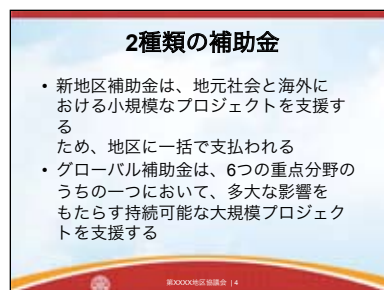 2種類の補助金
• 新地区補助金は、地元社会と海外に
おける小規模なプロジェクトを支援す
る
ため、地区に一括で支払われる
• グローバル補助金は、6つの重点分野の
うちの一つにおいて、多大な影響を
もたらす持続可能な大規模プロジェク
トを支援する
第XXXX地区協議会 | 4